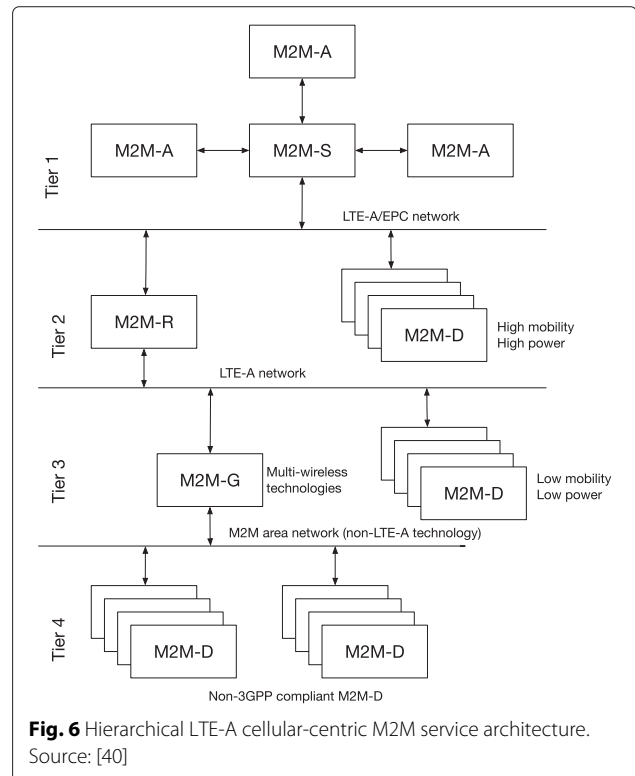 M2M-A
M2M-A
M2M-S
M2M-A
Tier 1
LTE-A/EPC network
M2M-R
M2M-D
High mobility
High power
Tier 2
LTE-A network
M2M-G
Multi-wireless
technologies
M2M-D
Low mobility
Low power
Tier 3
M2M area network (non-LTE-A technology)
M2M-D
M2M-D
Tier 4
Non-3GPP compliant M2M-D
Fig. 6 Hierarchical LTE-A cellular-centric M2M service architecture.
Source: [40]